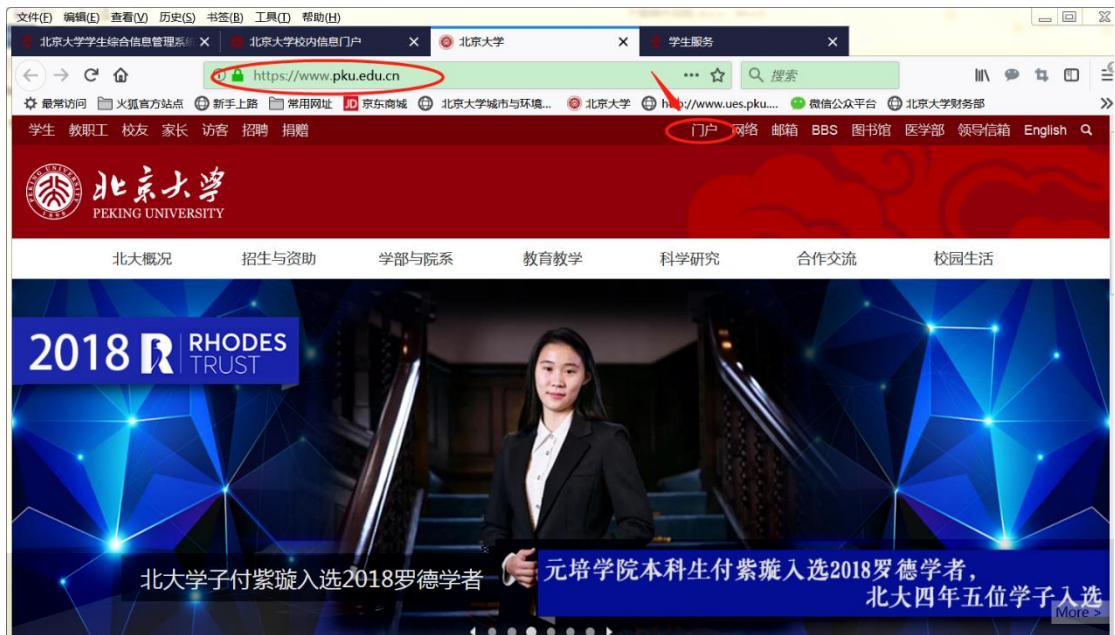 文件(F) 编辑(E) 查看(V) 历史(S) 书签(B) 工具(T) 帮助(H)
北京大学学生综合信息管理系统 北京大学校内信息门户 北京大学 学生服务
https://www.pku.edu.cn 搜索
最常访问 火狐官方站点 新手上路 常用网址 JD 京东商城 北京大学城市与环境... 北京大学 http://www.ues.pku.... 微信公众平台 北京大学财务部
学生 教职工 校友 家长 访客 招聘 捐赠 门户 网络 邮箱 BBS 图书馆 医学部 领导信箱 English
北京大学
PEKING UNIVERSITY
北大概况 招生与资助 学部与院系 教育教学 科学研究 合作交流 校园生活
2018 R RHODES
TRUST
北大学子付紫璇入选2018罗德学者
元培学院本科生付紫璇入选2018罗德学者，
北大四年五位学子入选
More >